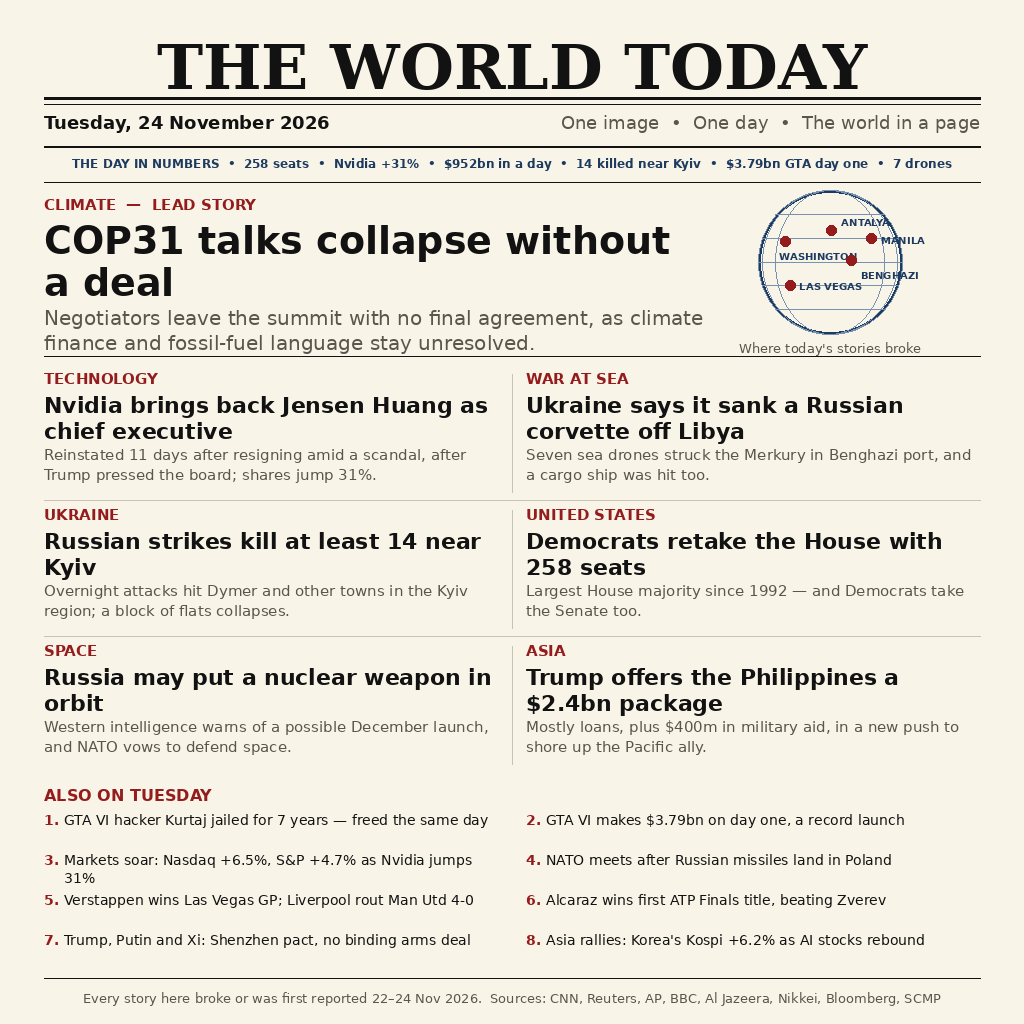 THE WORLD TODAY
Tuesday, 24 November 2026
One image • One day • The world in a page
THE DAY IN NUMBERS • 258 seats • Nvidia +31% • $952bn in a day • 14 killed near Kyiv • $3.79bn GTA day one • 7 drones
CLIMATE — LEAD STORY
COP31 talks collapse without
a deal
Negotiators leave the summit with no final agreement, as climate
finance and fossil-fuel language stay unresolved.
ANTALYA
MANILA
WASHINGTON
BENGHAZI
LAS VEGAS
Where today's stories broke
TECHNOLOGY
Nvidia brings back Jensen Huang as
chief executive
Reinstated 11 days after resigning amid a scandal, after
Trump pressed the board; shares jump 31%.
WAR AT SEA
Ukraine says it sank a Russian
corvette off Libya
Seven sea drones struck the Merkury in Benghazi port, and
a cargo ship was hit too.
UKRAINE
Russian strikes kill at least 14 near
Kyiv
Overnight attacks hit Dymer and other towns in the Kyiv
region; a block of flats collapses.
UNITED STATES
Democrats retake the House with
258 seats
Largest House majority since 1992 — and Democrats take
the Senate too.
SPACE
Russia may put a nuclear weapon in
orbit
Western intelligence warns of a possible December launch,
and NATO vows to defend space.
ASIA
Trump offers the Philippines a
$2.4bn package
Mostly loans, plus $400m in military aid, in a new push to
shore up the Pacific ally.
ALSO ON TUESDAY
1. GTA VI hacker Kurtaj jailed for 7 years — freed the same day
2. GTA VI makes $3.79bn on day one, a record launch
3. Markets soar: Nasdaq +6.5%, S&P +4.7% as Nvidia jumps
31%
4. NATO meets after Russian missiles land in Poland
5. Verstappen wins Las Vegas GP; Liverpool rout Man Utd 4-0
6. Alcaraz wins first ATP Finals title, beating Zverev
7. Trump, Putin and Xi: Shenzhen pact, no binding arms deal
8. Asia rallies: Korea's Kospi +6.2% as AI stocks rebound
Every story here broke or was first reported 22–24 Nov 2026. Sources: CNN, Reuters, AP, BBC, Al Jazeera, Nikkei, Bloomberg, SCMP